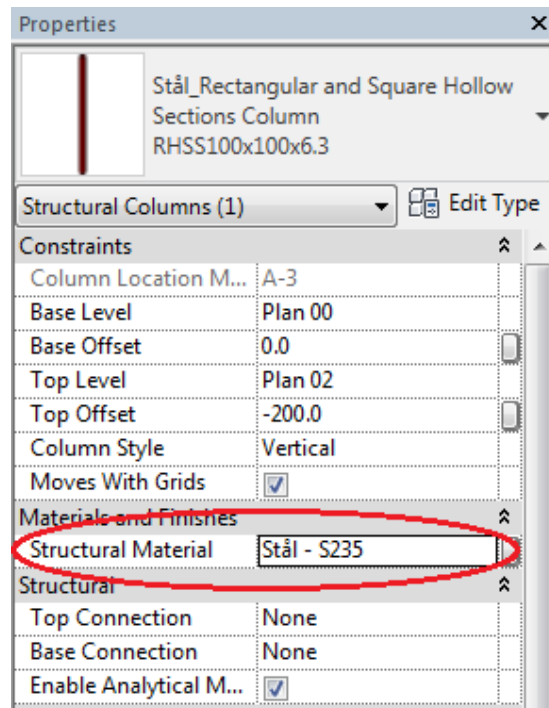 Properties
Stål_Rectangular and Square Hollow
Sections Column
RHSS100x100x6.3
Structural Columns (1) Edit Type
Constraints
Column Location M... A-3
Base Level Plan 00
Base Offset 0.0
Top Level Plan 02
Top Offset -200.0
Column Style Vertical
Moves With Grids
Materials and Finishes
Structural Material Stål - S235
Structural
Top Connection None
Base Connection None
Enable Analytical M...